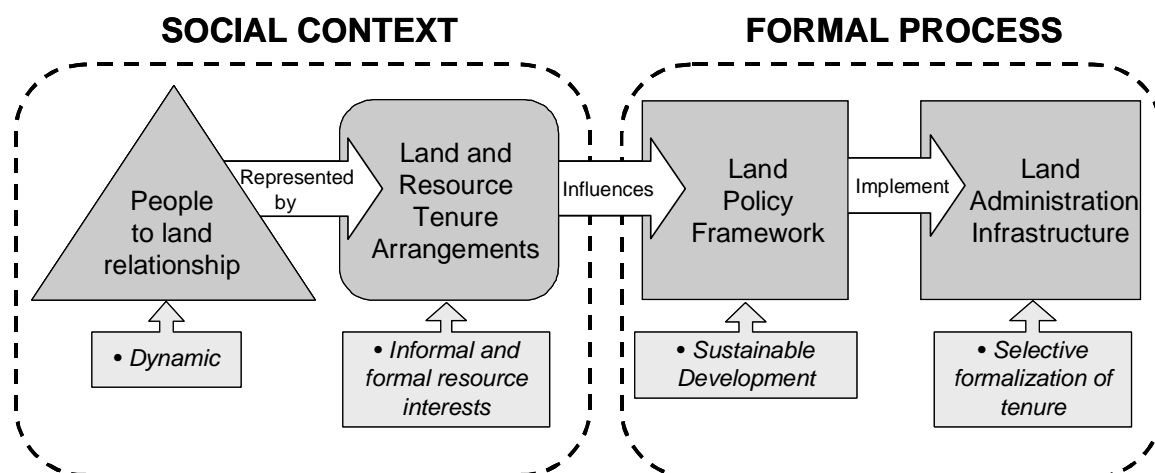 SOCIAL CONTEXT
FORMAL PROCESS
People
to land
relationship
Represented
by
Land and
Resource
Tenure
Arrangements
Influences
Land
Policy
Framework
Implement
Land
Administration
Infrastructure
• Dynamic
• Informal and
formal resource
interests
• Sustainable
Development
• Selective
formalization of
tenure